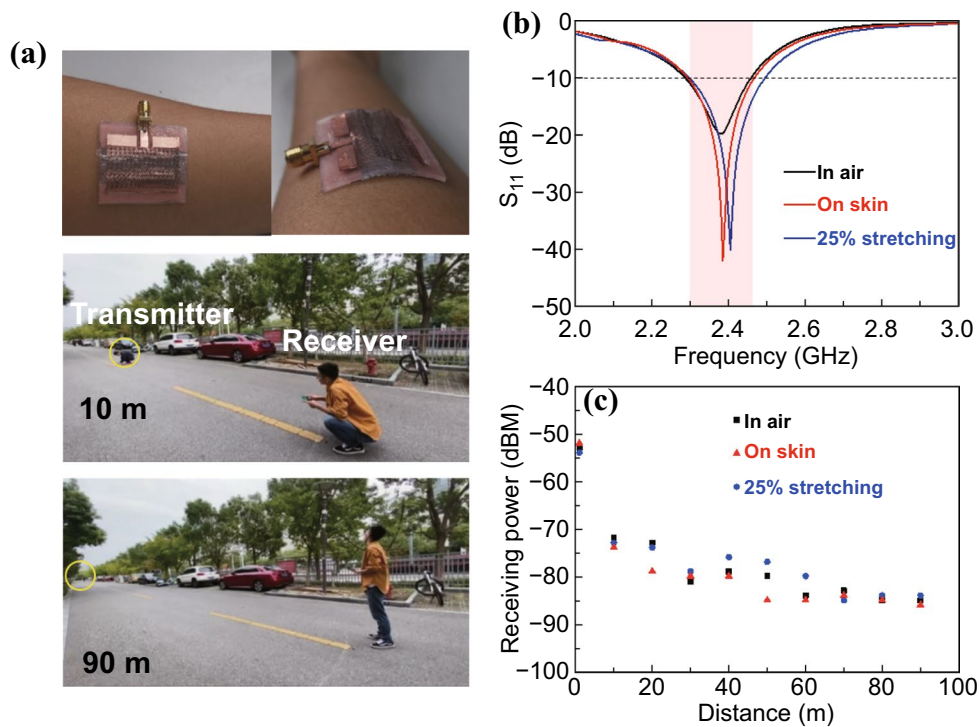 (a)
Transmitter
Receiver
10 m
90 m
(b)
0
−10
−20
−30
−40
−50
S11 (dB)
In air
On skin
25% stretching
2.0 2.2 2.4 2.6 2.8 3.0
Frequency (GHz)
(c)
−40
−50
−60
−70
−80
−90
−100
Receiving power (dBM)
In air
On skin
25% stretching
0 20 40 60 80 100
Distance (m)